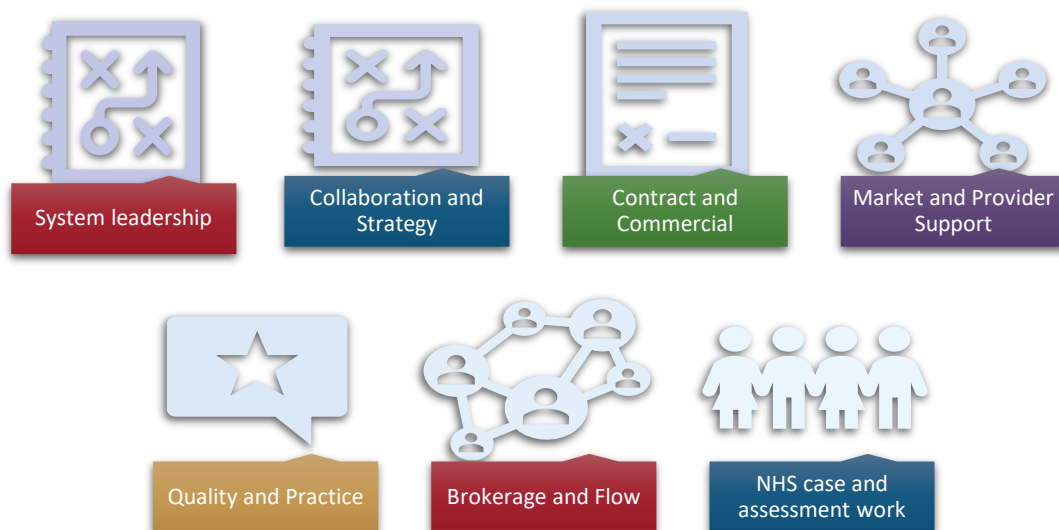 System leadership
Collaboration and
Strategy
Contract and
Commercial
Market and Provider
Support
Quality and Practice
Brokerage and Flow
NHS case and
assessment work